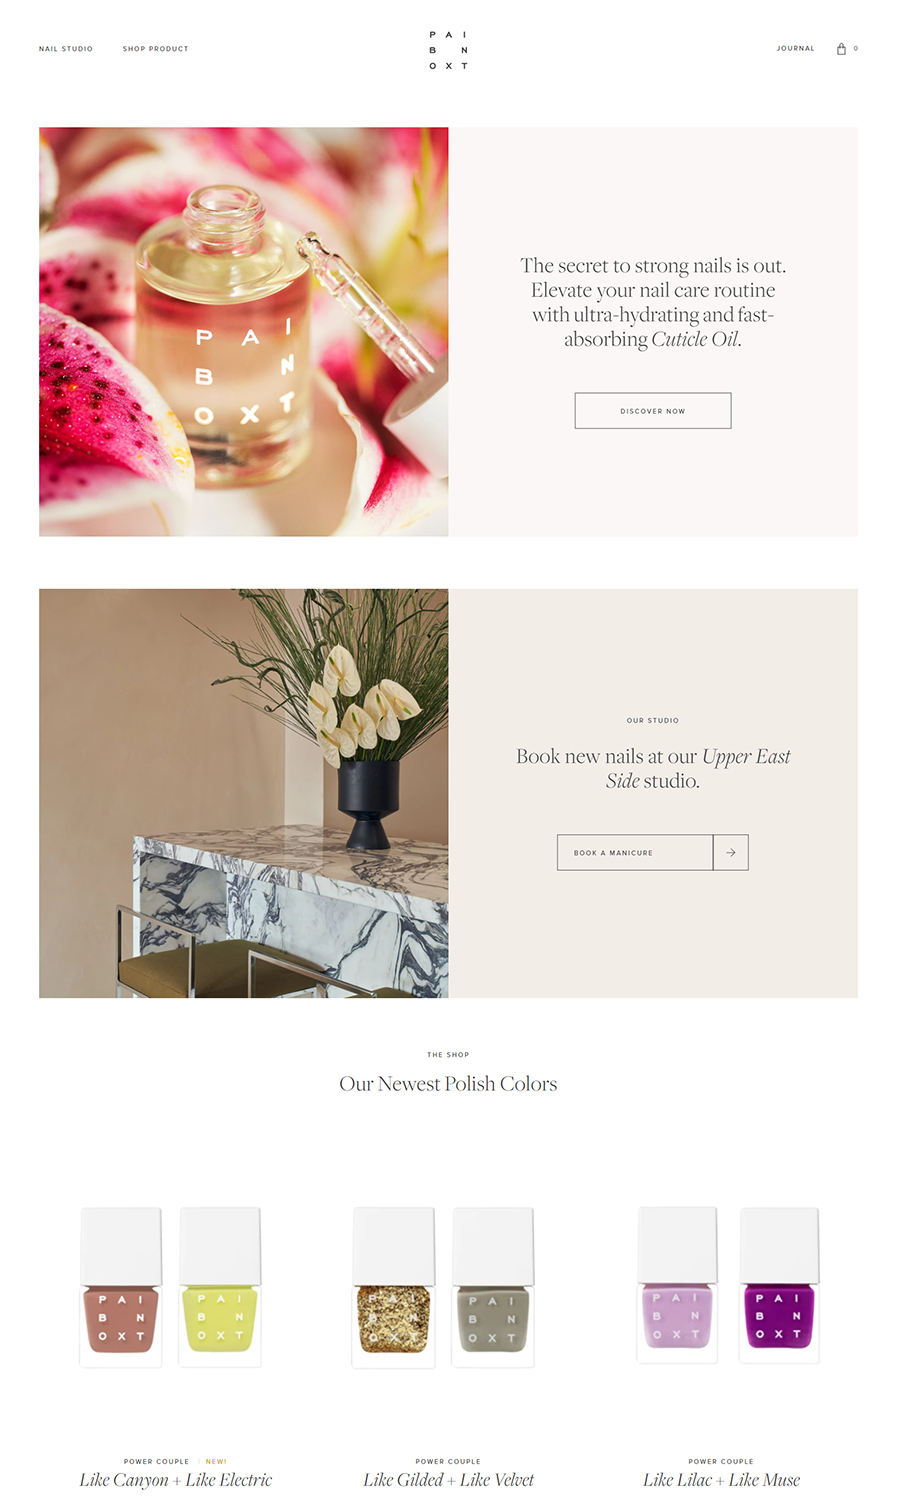 NAIL STUDIO
SHOP PRODUCT
P A I
B N
O X T
JOURNAL
0
P A I
B N
O X T
The secret to strong nails is out.
Elevate your nail care routine
with ultra-hydrating and fast-
absorbing Cuticle Oil.
DISCOVER NOW
OUR STUDIO
Book new nails at our Upper East
Side studio.
BOOK A MANICURE
THE SHOP
Our Newest Polish Colors
P A I
B N
O X T
P A I
B N
O X T
P A I
B N
O X T
P A I
B N
O X T
P A I
B N
O X T
P A I
B N
O X T
POWER COUPLE / NEW!
Like Canyon + Like Electric
POWER COUPLE
Like Gilded + Like Velvet
POWER COUPLE
Like Lilac + Like Muse